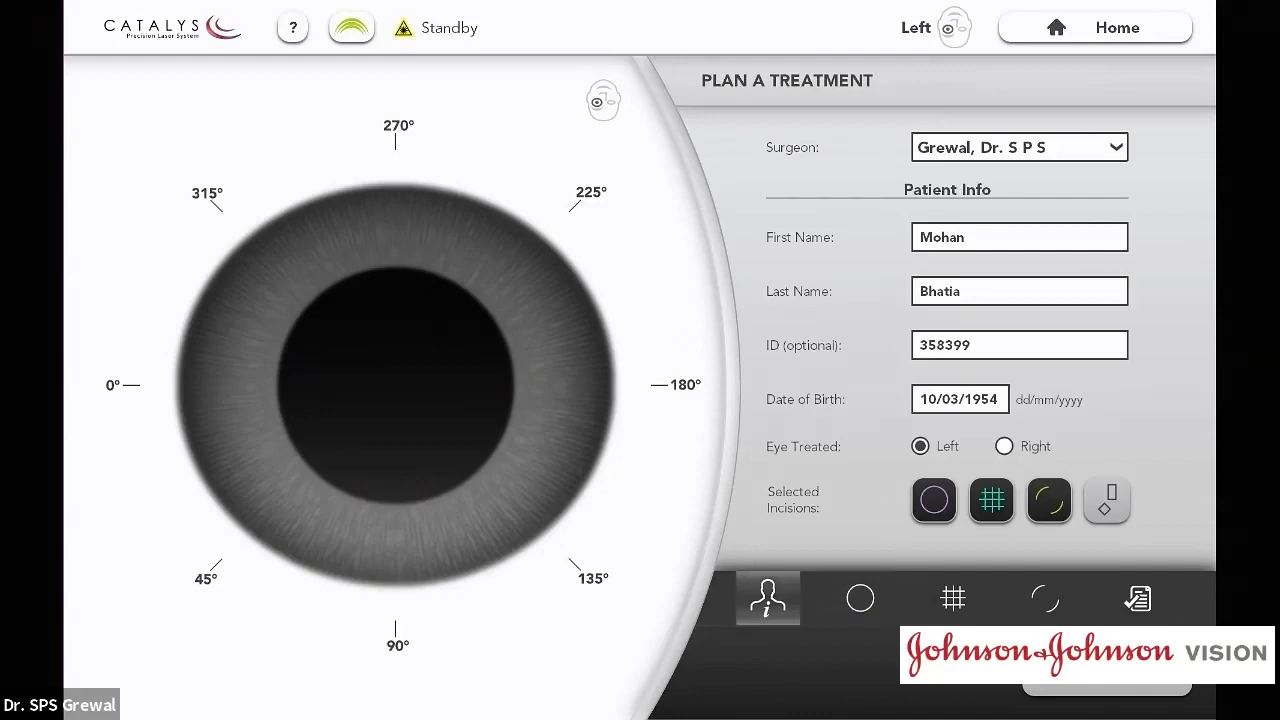 CATALYS
Precision Laser System
?
Standby
Left
Home
PLAN A TREATMENT
Surgeon:
Grewal, Dr. S P S
Patient Info
First Name:
Mohan
Last Name:
Bhatia
ID (optional):
358399
Date of Birth:
10/03/1954
dd/mm/yyyy
Eye Treated:
Left
Right
Selected
Incisions:
270°
315°
225°
0°
180°
45°
135°
90°
Johnson & Johnson VISION
Dr. SPS Grewal